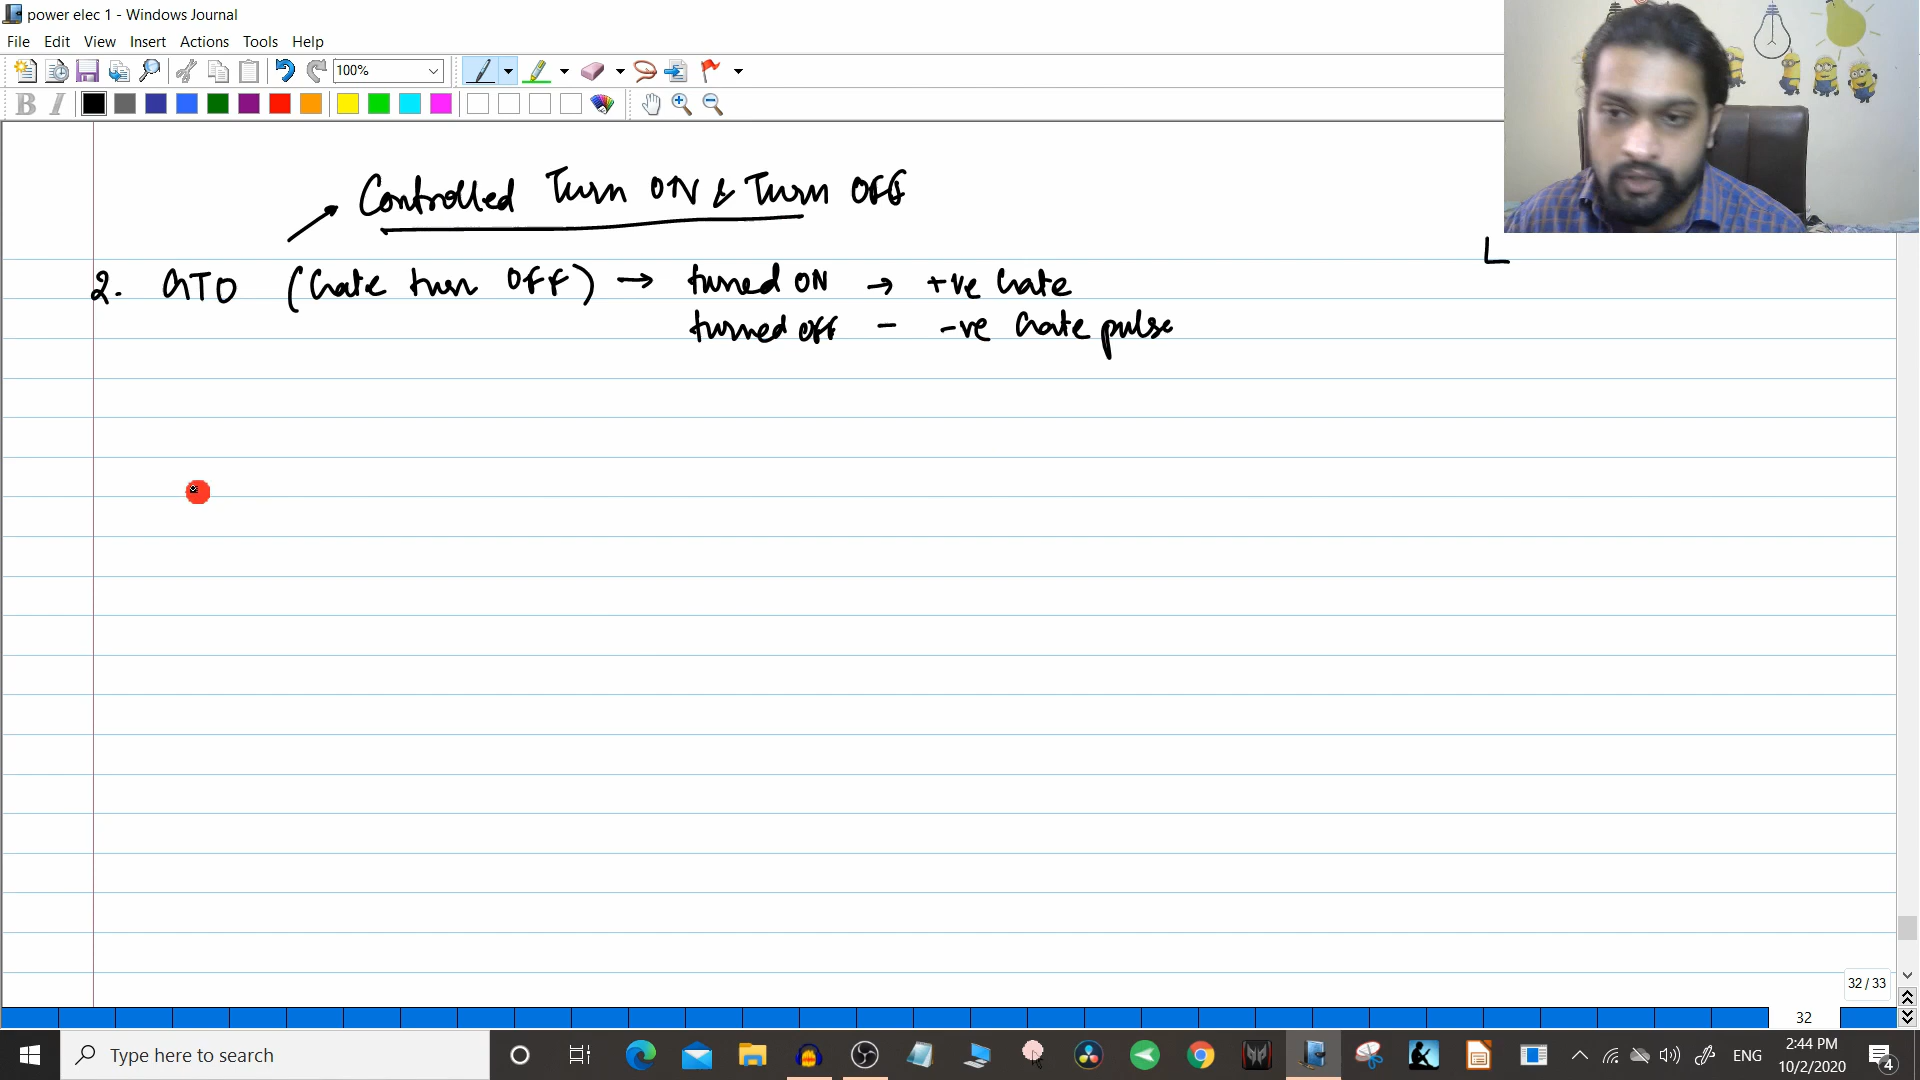 power elec 1 - Windows Journal
File Edit View Insert Actions Tools Help
100%
B I
Controlled Turn ON & Turn OFF
2. GTO (Gate turn OFF) → turned ON → +ve Gate
turned off - -ve Gate pulse
L
32 / 33
32
Type here to search
ENG
2:44 PM
10/2/2020
4